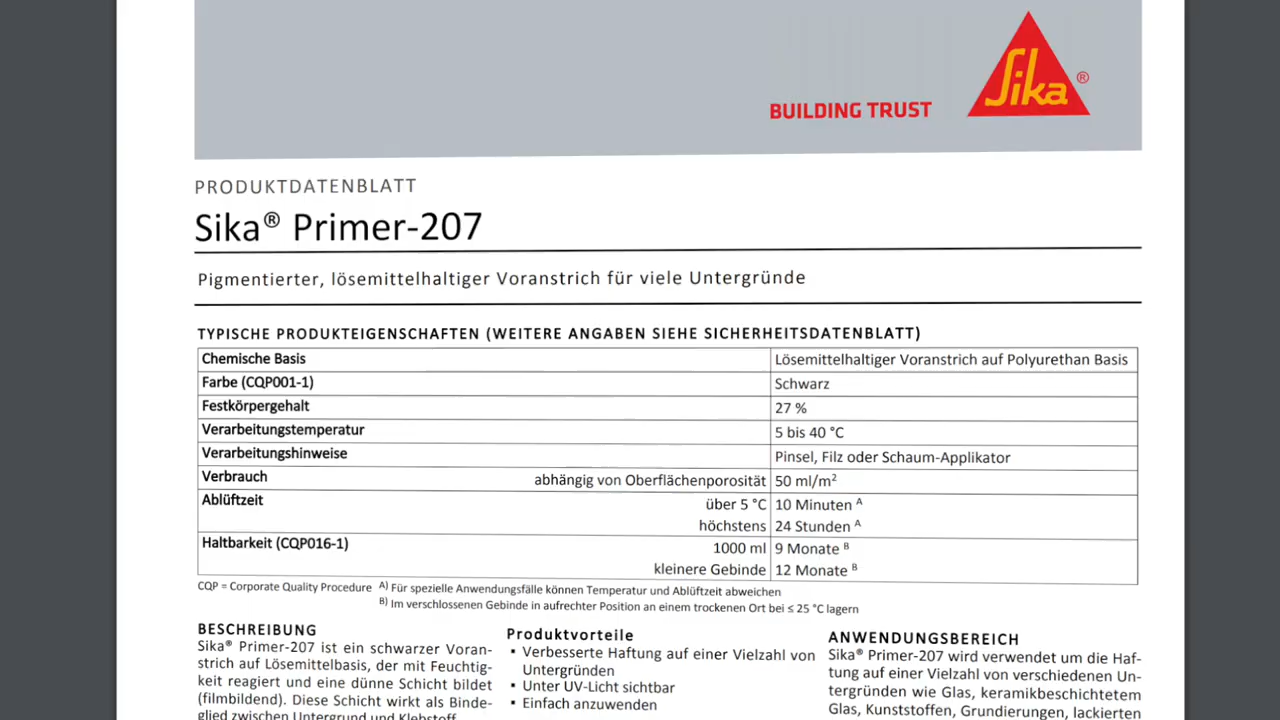 BUILDING TRUST
Sika®
PRODUKTDATENBLATT
Sika® Primer-207
Pigmentierter, lösemittelhaltiger Voranstrich für viele Untergründe
TYPISCHE PRODUKTEIGENSCHAFTEN (WEITERE ANGABEN SIEHE SICHERHEITSDATENBLATT)
Chemische Basis Lösemittelhaltiger Voranstrich auf Polyurethan Basis
Farbe (CQP001-1) Schwarz
Festkörpergehalt 27 %
Verarbeitungstemperatur 5 bis 40 °C
Verarbeitungshinweise Pinsel, Filz oder Schaum-Applikator
Verbrauch abhängig von Oberflächenporosität 50 ml/m²
Ablüftzeit über 5 °C 10 Minuten ᴬ
höchstens 24 Stunden ᴬ
Haltbarkeit (CQP016-1) 1000 ml 9 Monate ᴮ
kleinere Gebinde 12 Monate ᴮ
CQP = Corporate Quality Procedure A) Für spezielle Anwendungsfälle können Temperatur und Ablüftzeit abweichen
B) Im verschlossenen Gebinde in aufrechter Position an einem trockenen Ort bei ≤ 25 °C lagern
BESCHREIBUNG
Sika® Primer-207 ist ein schwarzer Voran-
strich auf Lösemittelbasis, der mit Feuchtig-
keit reagiert und eine dünne Schicht bildet
(filmbildend). Diese Schicht wirkt als Binde-
glied zwischen Untergrund und Klebstoff.
Produktvorteile
▪ Verbesserte Haftung auf einer Vielzahl von
Untergründen
▪ Unter UV-Licht sichtbar
▪ Einfach anzuwenden
ANWENDUNGSBEREICH
Sika® Primer-207 wird verwendet um die Haf-
tung auf einer Vielzahl von verschiedenen Un-
tergründen wie Glas, keramikbeschichtetem
Glas, Kunststoffen, Grundierungen, lackierten